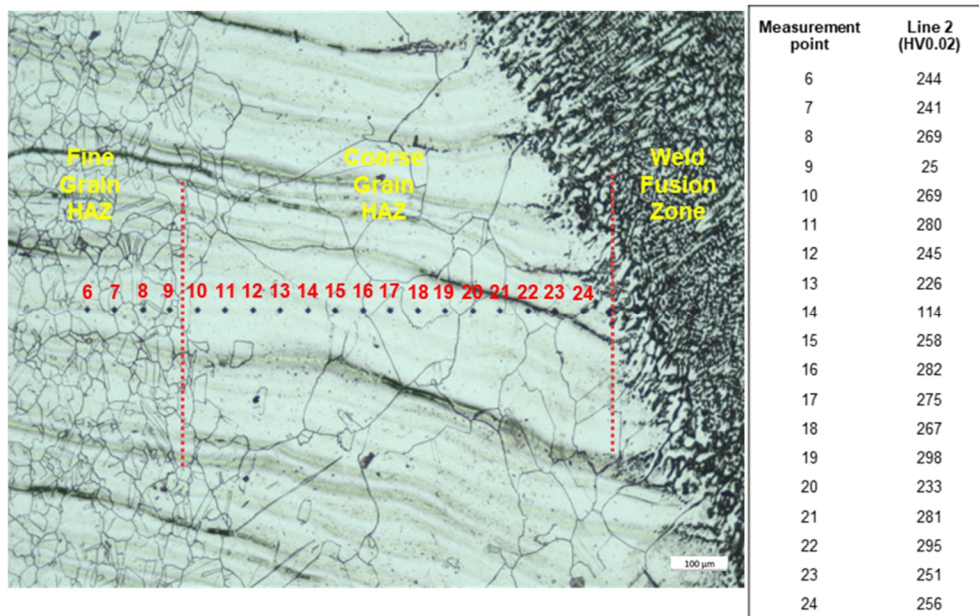 Fine
Grain
HAZ
Coarse
Grain
HAZ
Weld
Fusion
Zone
6 7 8 9 10 11 12 13 14 15 16 17 18 19 20 21 22 23 24
100 µm
Measurement point Line 2 (HV0.02)
6 244
7 241
8 269
9 25
10 269
11 280
12 245
13 226
14 114
15 258
16 282
17 275
18 267
19 298
20 233
21 281
22 295
23 251
24 256